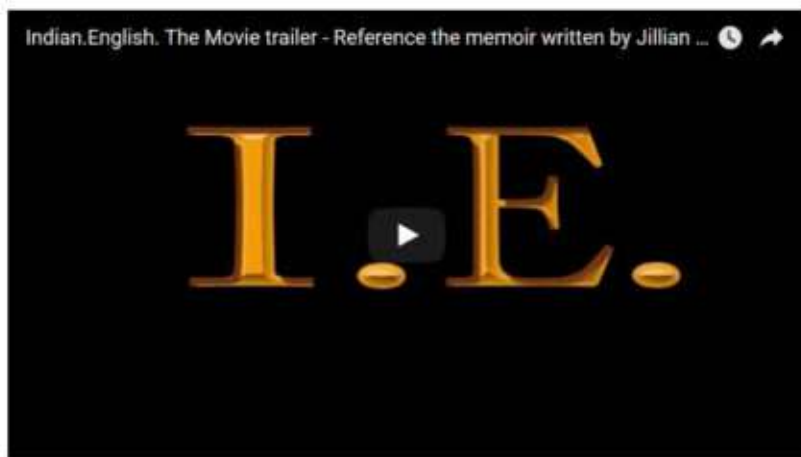 Indian.English. The Movie trailer - Reference the memoir written by Jillian ...
I.E.